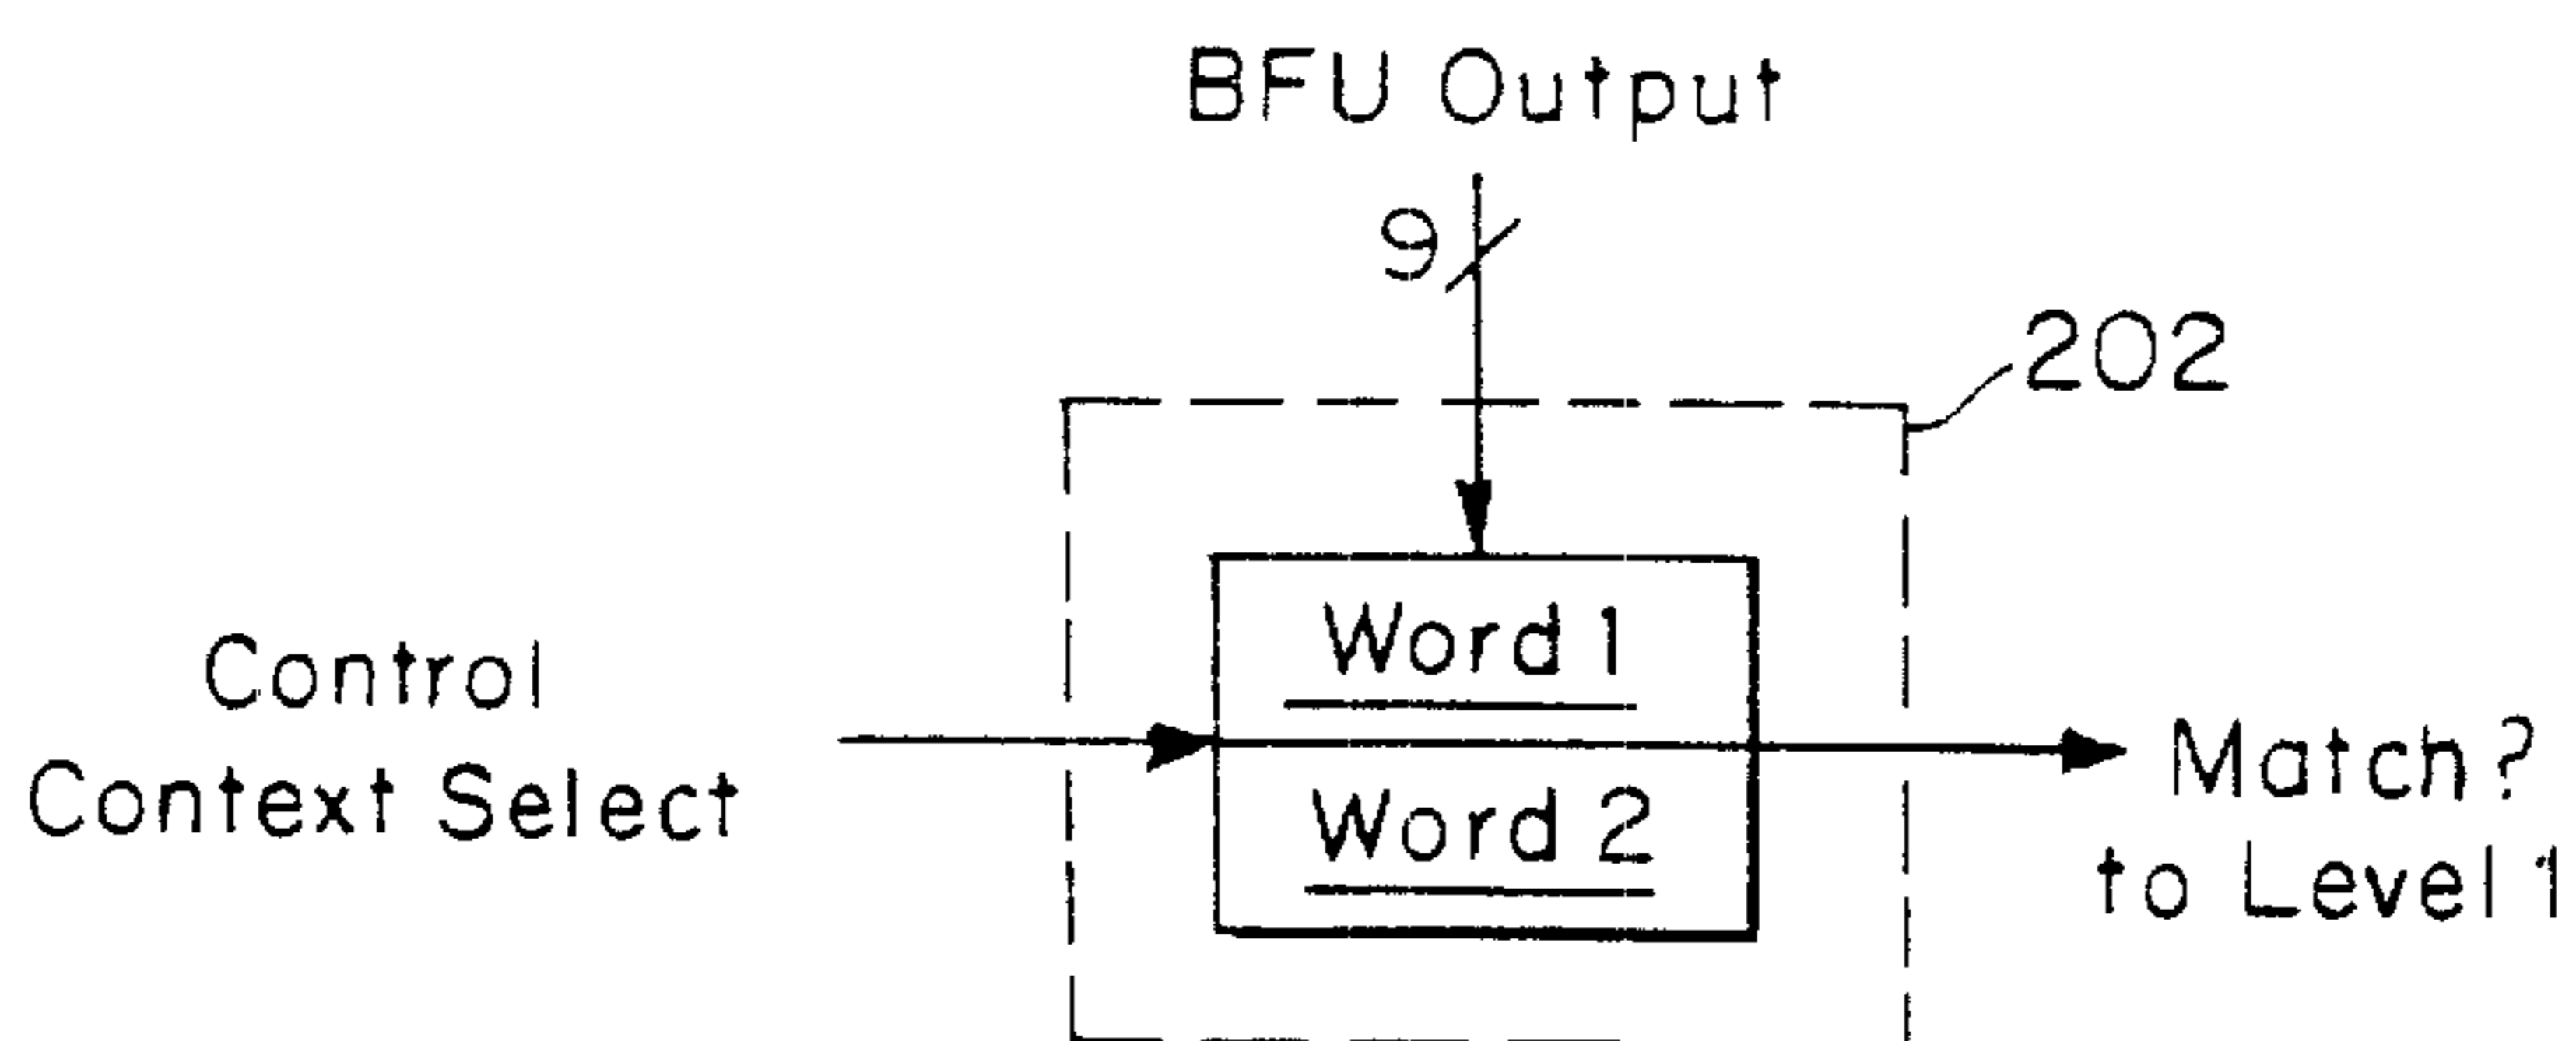 BFU Output
9
202
Word 1
Control
Context Select
Word 2
Match?
to Level 1